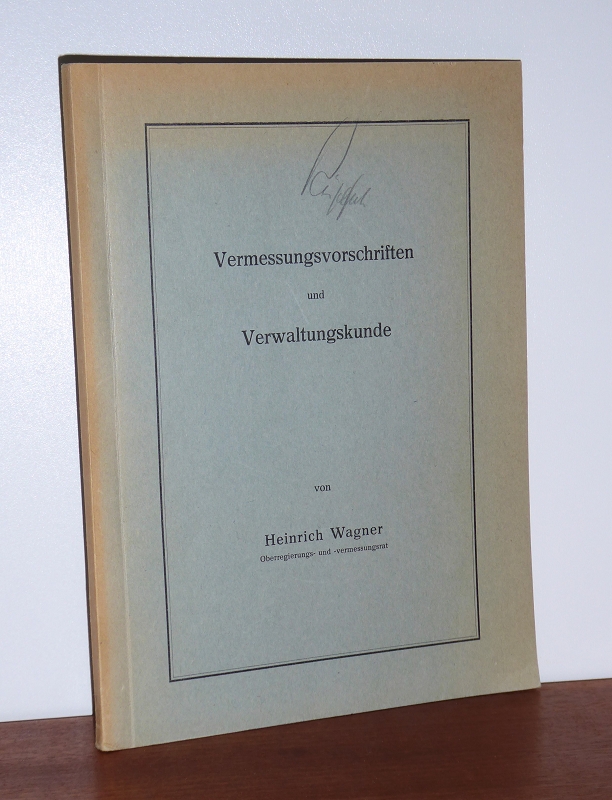 Vermessungsvorschriften
und
Verwaltungskunde
von
Heinrich Wagner
Oberregierungs- und -vermessungsrat